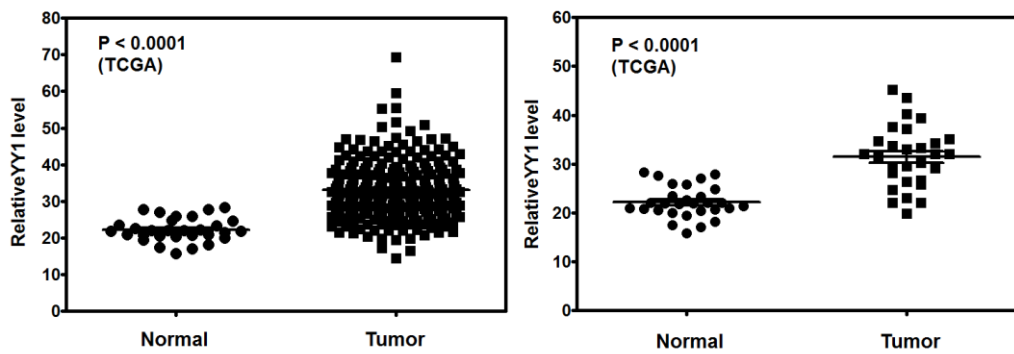 RelativeYY1 level
80
70
60
50
40
30
20
10
0
P < 0.0001
(TCGA)
Normal
Tumor
RelativeYY1 level
60
50
40
30
20
10
0
P < 0.0001
(TCGA)
Normal
Tumor